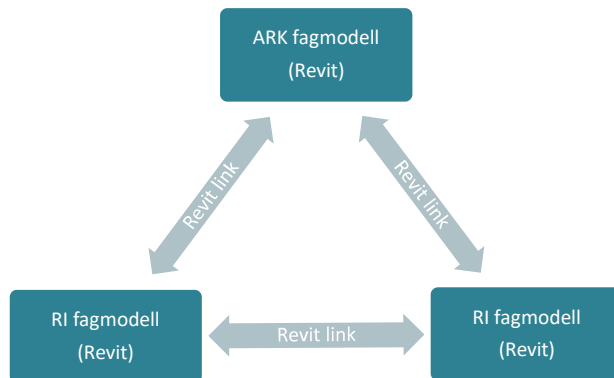 ARK fagmodell
(Revit)
Revit link
Revit link
RI fagmodell
(Revit)
Revit link
RI fagmodell
(Revit)